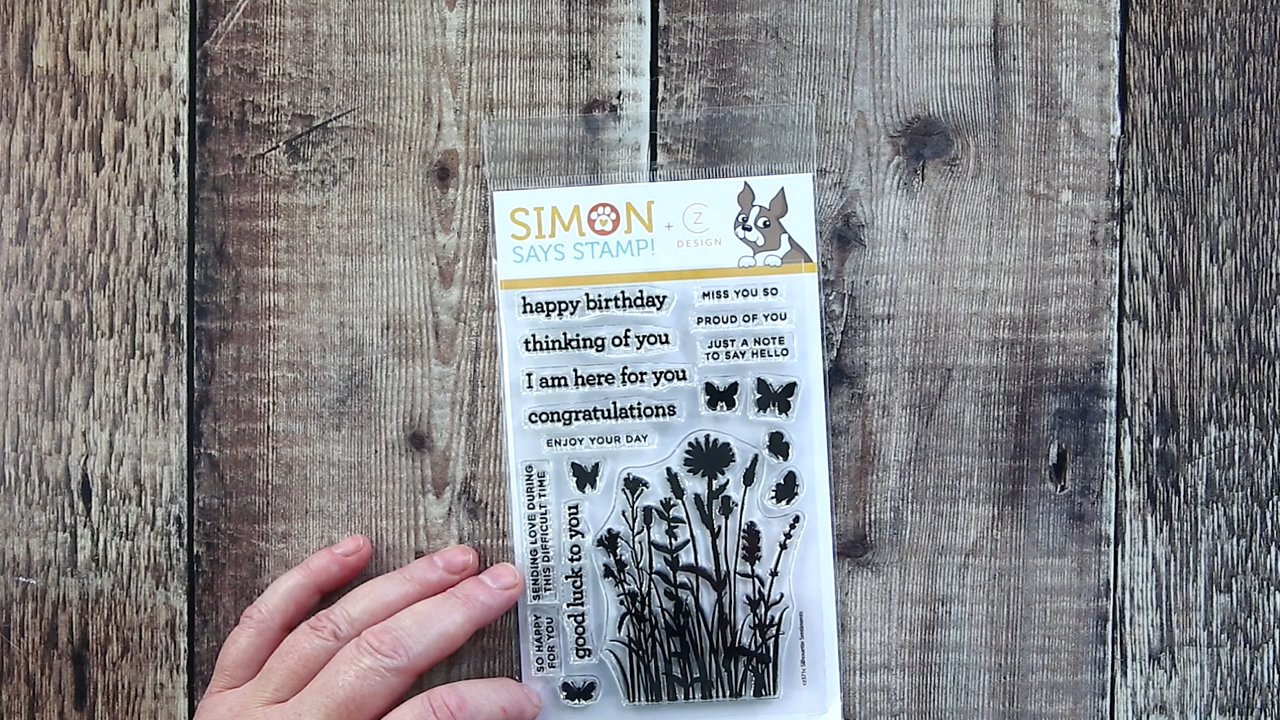 SIMON
SAYS STAMP!
+
CZ
DESIGN
happy birthday
thinking of you
I am here for you
congratulations
ENJOY YOUR DAY
MISS YOU SO
PROUD OF YOU
JUST A NOTE
TO SAY HELLO
SENDING LOVE DURING
THIS DIFFICULT TIME
SO HAPPY
FOR YOU
good luck to you
Silhouette Sentiments